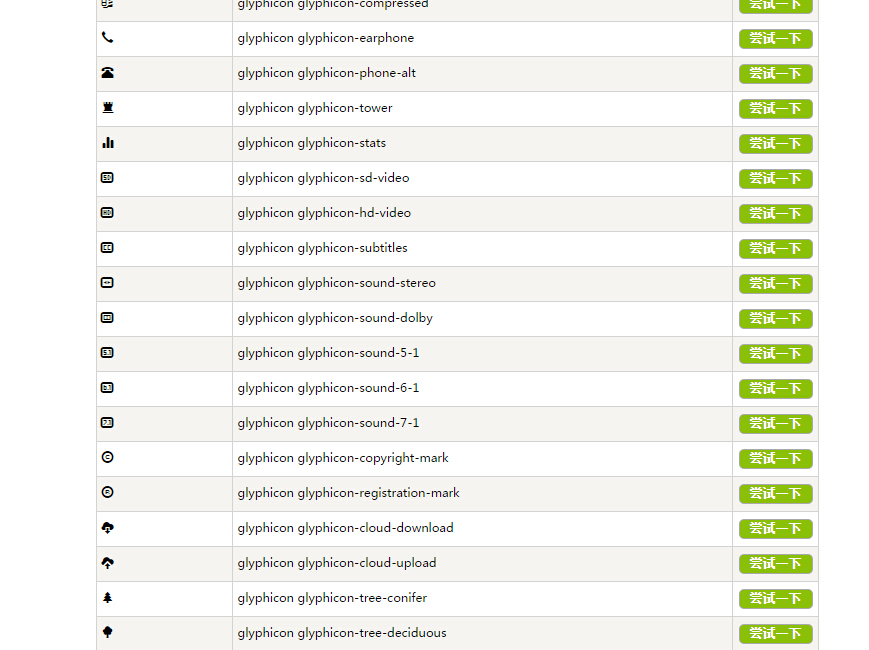 glyphicon glyphicon-compressed 尝试一下
glyphicon glyphicon-earphone 尝试一下
glyphicon glyphicon-phone-alt 尝试一下
glyphicon glyphicon-tower 尝试一下
glyphicon glyphicon-stats 尝试一下
SD glyphicon glyphicon-sd-video 尝试一下
HD glyphicon glyphicon-hd-video 尝试一下
CC glyphicon glyphicon-subtitles 尝试一下
glyphicon glyphicon-sound-stereo 尝试一下
glyphicon glyphicon-sound-dolby 尝试一下
5.1 glyphicon glyphicon-sound-5-1 尝试一下
6.1 glyphicon glyphicon-sound-6-1 尝试一下
7.1 glyphicon glyphicon-sound-7-1 尝试一下
© glyphicon glyphicon-copyright-mark 尝试一下
® glyphicon glyphicon-registration-mark 尝试一下
glyphicon glyphicon-cloud-download 尝试一下
glyphicon glyphicon-cloud-upload 尝试一下
glyphicon glyphicon-tree-conifer 尝试一下
glyphicon glyphicon-tree-deciduous 尝试一下